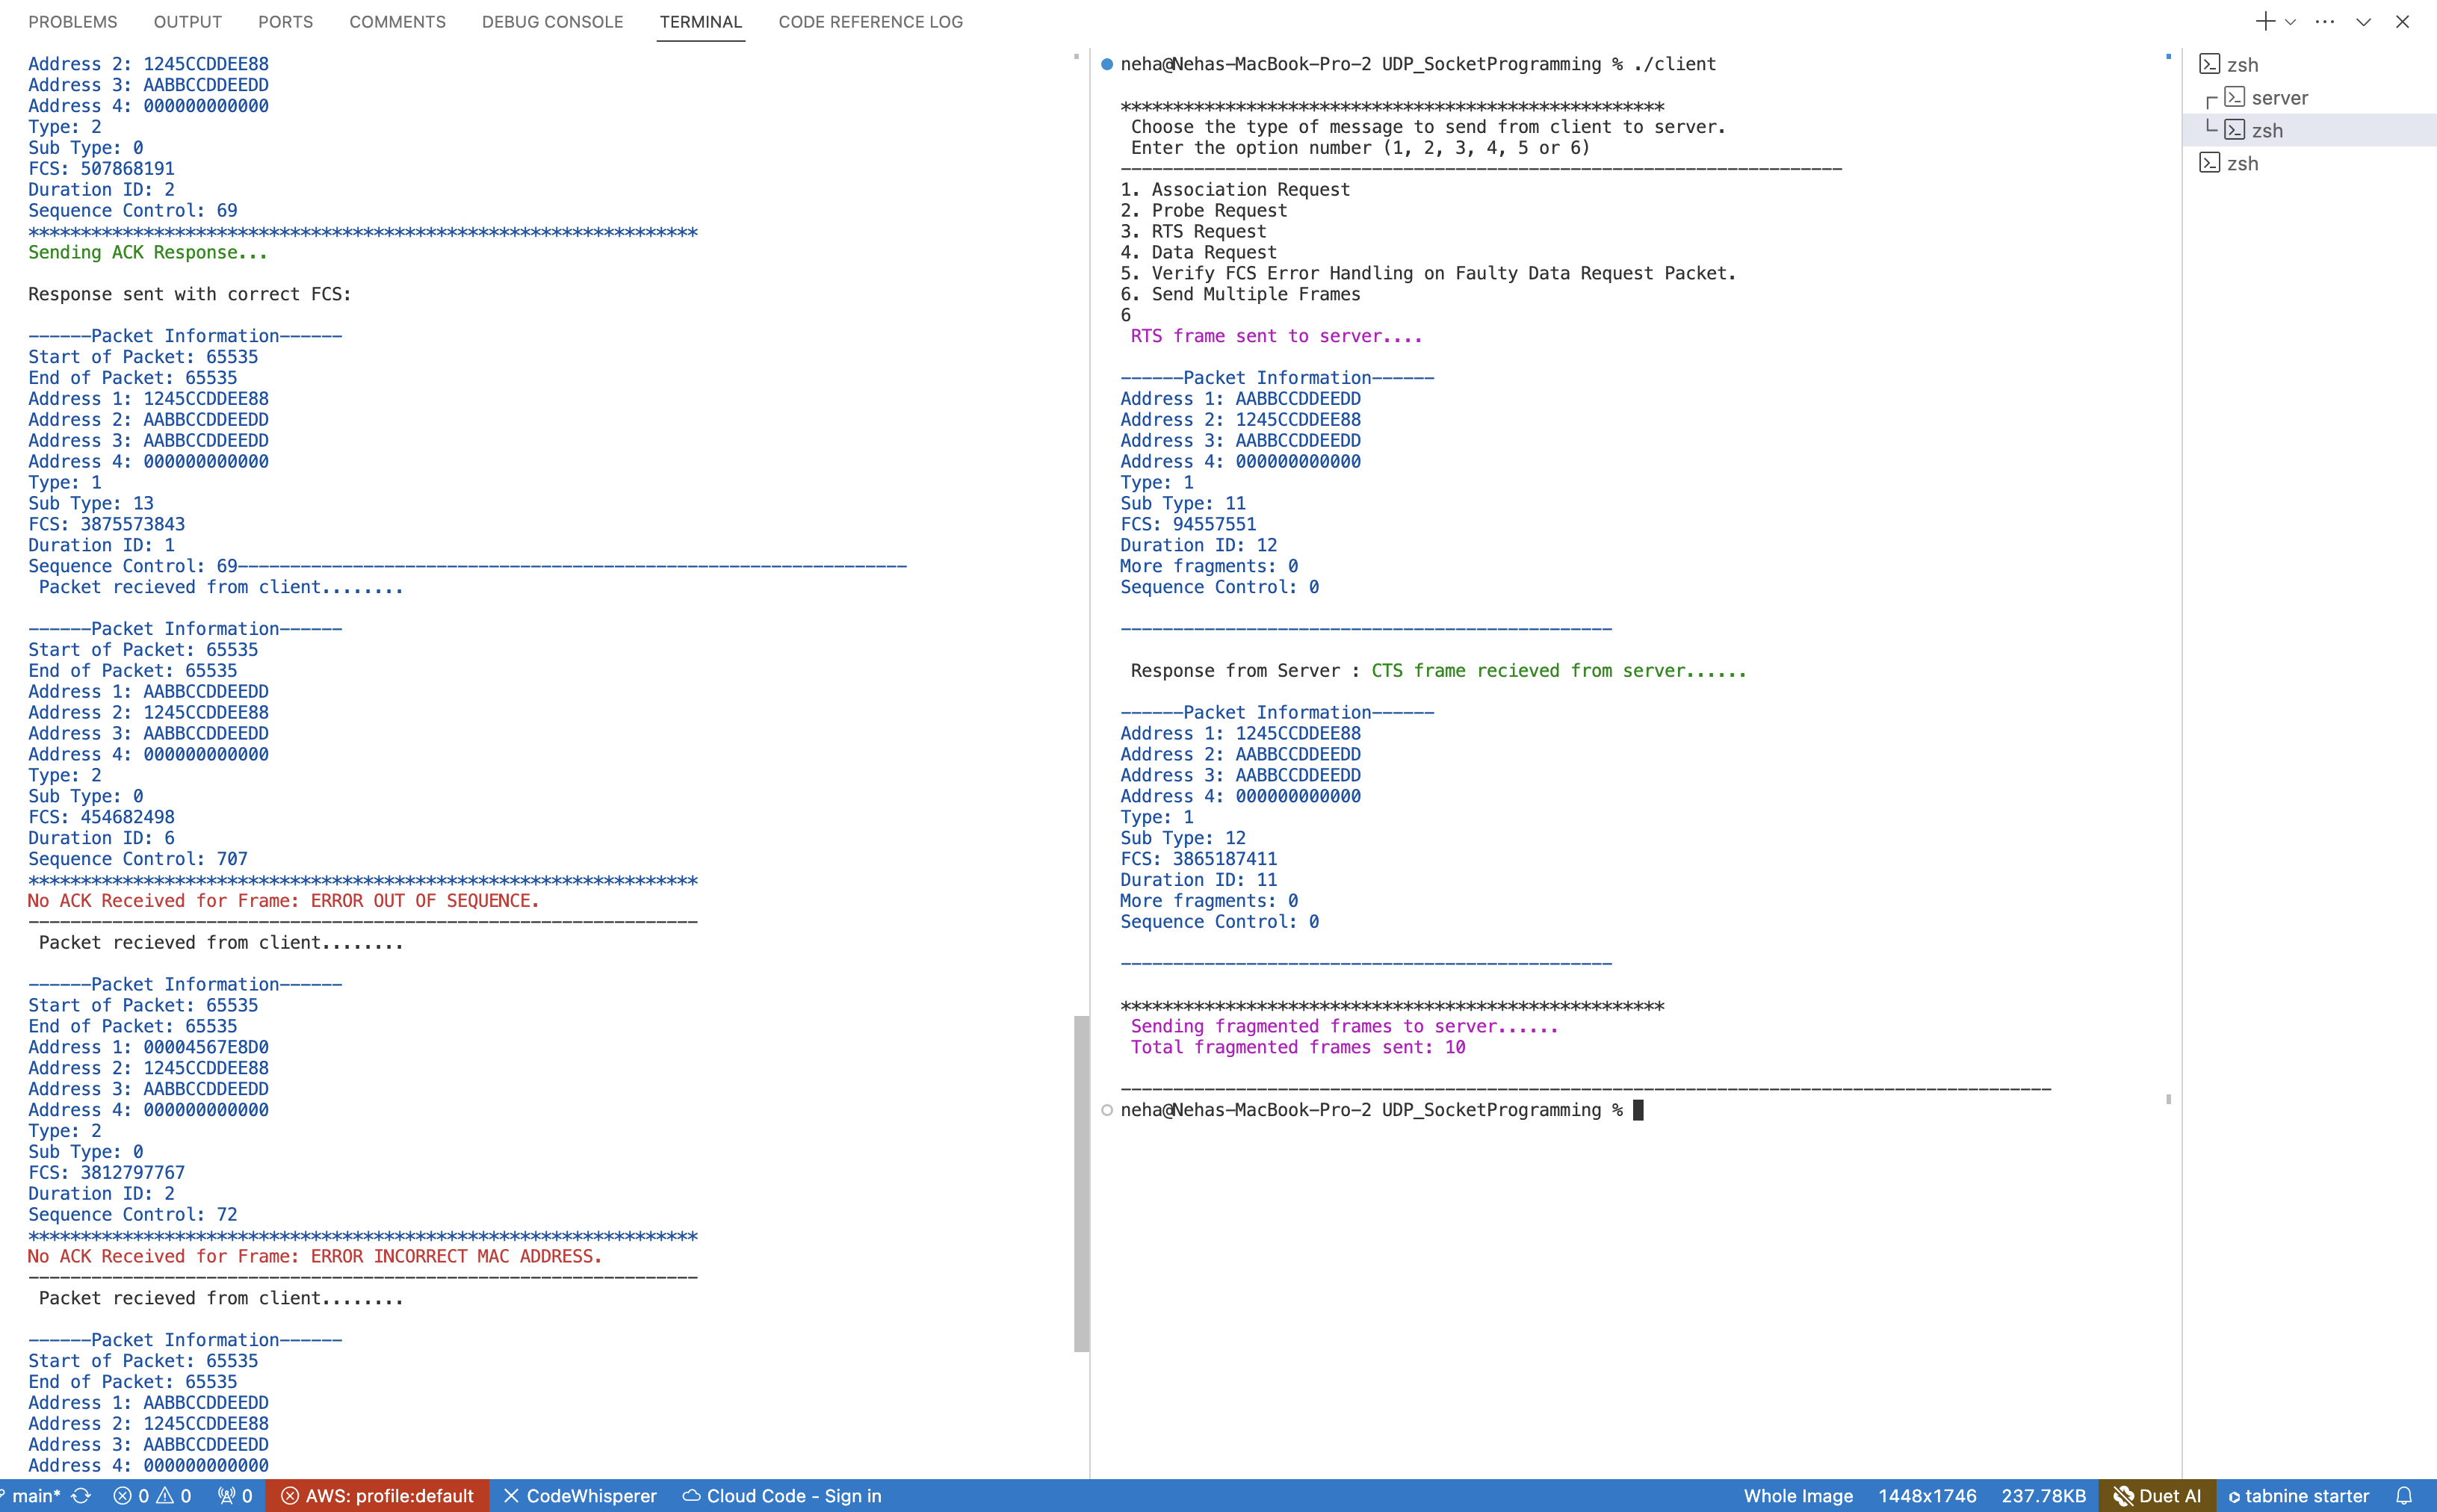 PROBLEMS OUTPUT PORTS COMMENTS DEBUG CONSOLE TERMINAL CODE REFERENCE LOG
Address 2: 1245CCDDEE88
Address 3: AABBCCDDEEDD
Address 4: 000000000000
Type: 2
Sub Type: 0
FCS: 507868191
Duration ID: 2
Sequence Control: 69
****************************************************************
Sending ACK Response...
Response sent with correct FCS:
------Packet Information------
Start of Packet: 65535
End of Packet: 65535
Address 1: 1245CCDDEE88
Address 2: AABBCCDDEEDD
Address 3: AABBCCDDEEDD
Address 4: 000000000000
Type: 1
Sub Type: 13
FCS: 3875573843
Duration ID: 1
Sequence Control: 69----------------------------------------------------------------
Packet recieved from client........
------Packet Information------
Start of Packet: 65535
End of Packet: 65535
Address 1: AABBCCDDEEDD
Address 2: 1245CCDDEE88
Address 3: AABBCCDDEEDD
Address 4: 000000000000
Type: 2
Sub Type: 0
FCS: 454682498
Duration ID: 6
Sequence Control: 707
****************************************************************
No ACK Received for Frame: ERROR OUT OF SEQUENCE.
----------------------------------------------------------------
Packet recieved from client........
------Packet Information------
Start of Packet: 65535
End of Packet: 65535
Address 1: 00004567E8D0
Address 2: 1245CCDDEE88
Address 3: AABBCCDDEEDD
Address 4: 000000000000
Type: 2
Sub Type: 0
FCS: 3812797767
Duration ID: 2
Sequence Control: 72
****************************************************************
No ACK Received for Frame: ERROR INCORRECT MAC ADDRESS.
----------------------------------------------------------------
Packet recieved from client........
------Packet Information------
Start of Packet: 65535
End of Packet: 65535
Address 1: AABBCCDDEEDD
Address 2: 1245CCDDEE88
Address 3: AABBCCDDEEDD
Address 4: 000000000000
neha@Nehas-MacBook-Pro-2 UDP_SocketProgramming % ./client
****************************************************
Choose the type of message to send from client to server.
Enter the option number (1, 2, 3, 4, 5 or 6)
---------------------------------------------------------------------
1. Association Request
2. Probe Request
3. RTS Request
4. Data Request
5. Verify FCS Error Handling on Faulty Data Request Packet.
6. Send Multiple Frames
6
RTS frame sent to server....
------Packet Information------
Address 1: AABBCCDDEEDD
Address 2: 1245CCDDEE88
Address 3: AABBCCDDEEDD
Address 4: 000000000000
Type: 1
Sub Type: 11
FCS: 94557551
Duration ID: 12
More fragments: 0
Sequence Control: 0
-----------------------------------------------
Response from Server : CTS frame recieved from server......
------Packet Information------
Address 1: 1245CCDDEE88
Address 2: AABBCCDDEEDD
Address 3: AABBCCDDEEDD
Address 4: 000000000000
Type: 1
Sub Type: 12
FCS: 3865187411
Duration ID: 11
More fragments: 0
Sequence Control: 0
-----------------------------------------------
****************************************************
Sending fragmented frames to server......
Total fragmented frames sent: 10
-----------------------------------------------------------------------------------------
neha@Nehas-MacBook-Pro-2 UDP_SocketProgramming %
zsh
server
zsh
zsh
main* 0 0 0 AWS: profile:default CodeWhisperer Cloud Code - Sign in Whole Image 1448x1746 237.78KB Duet AI tabnine starter